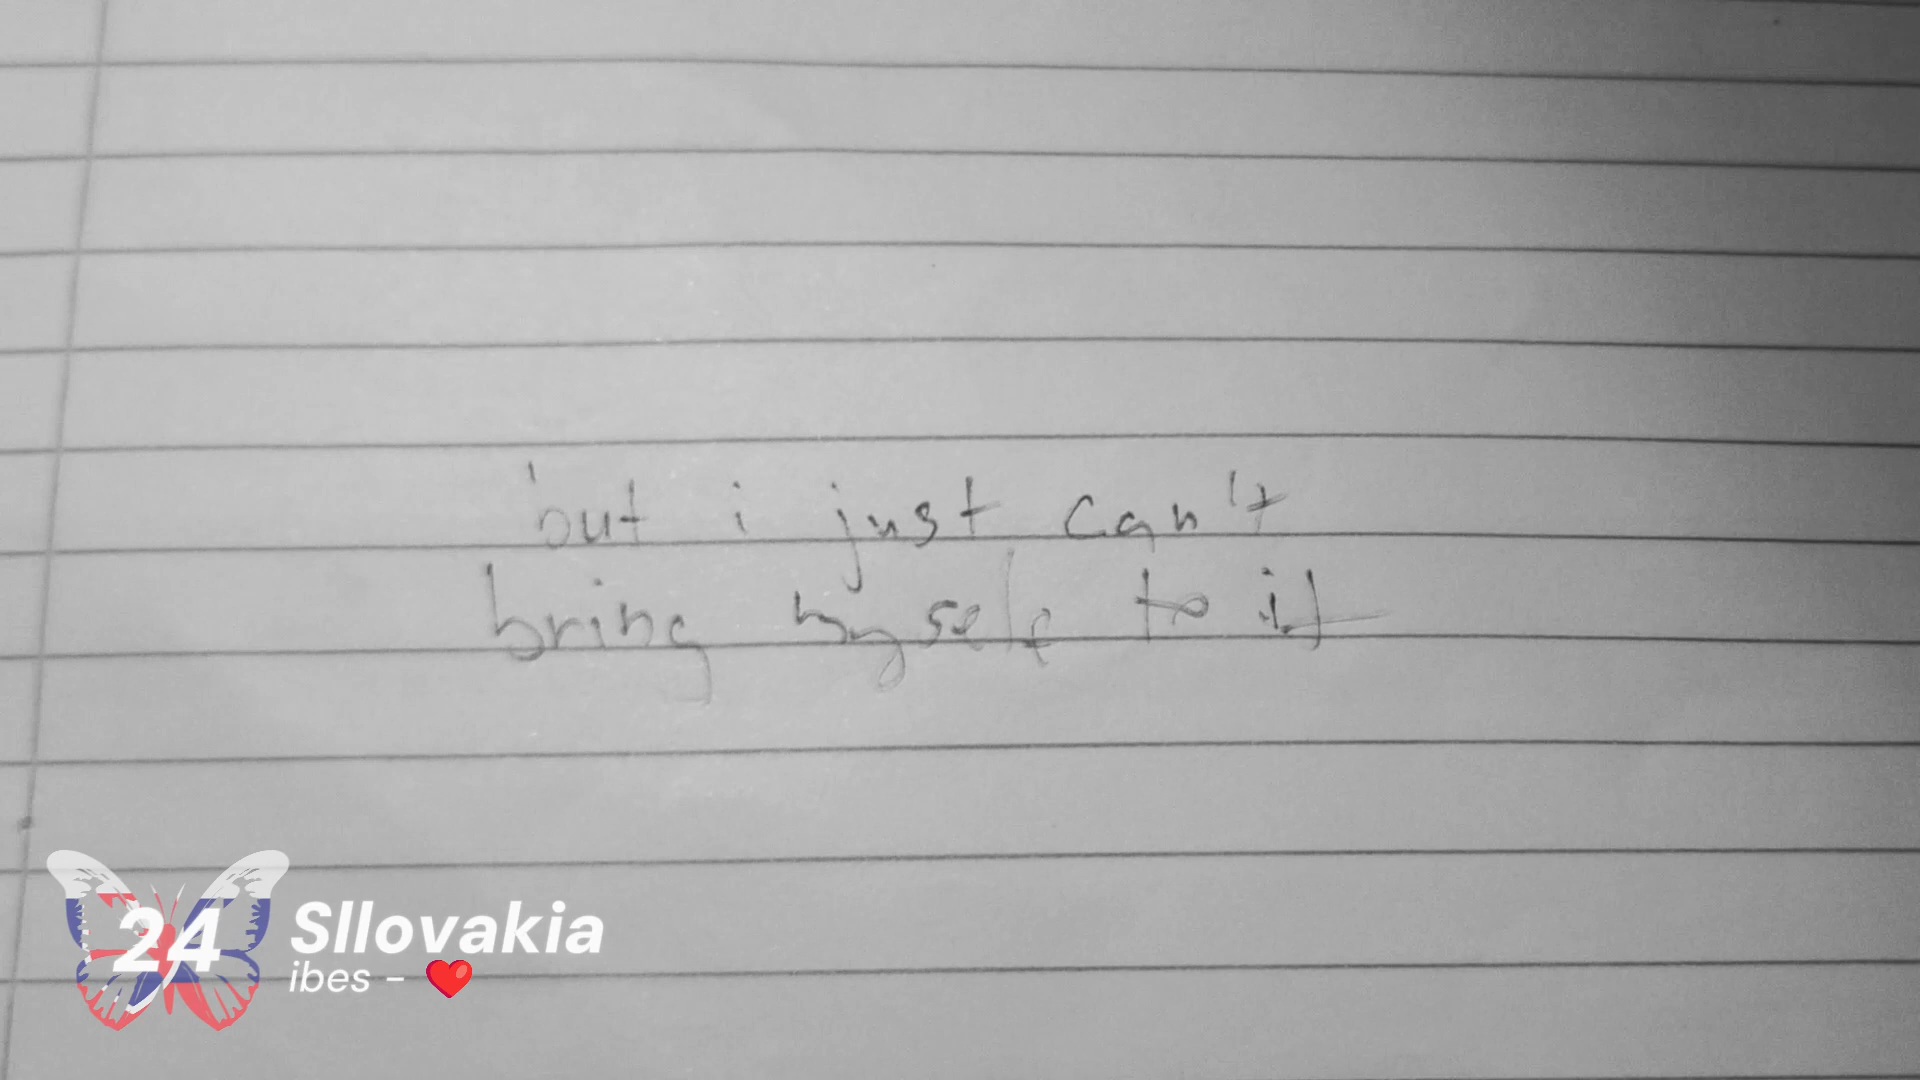 but i just can't
bring myself to it
24
Sllovakia
ibes - ❤️